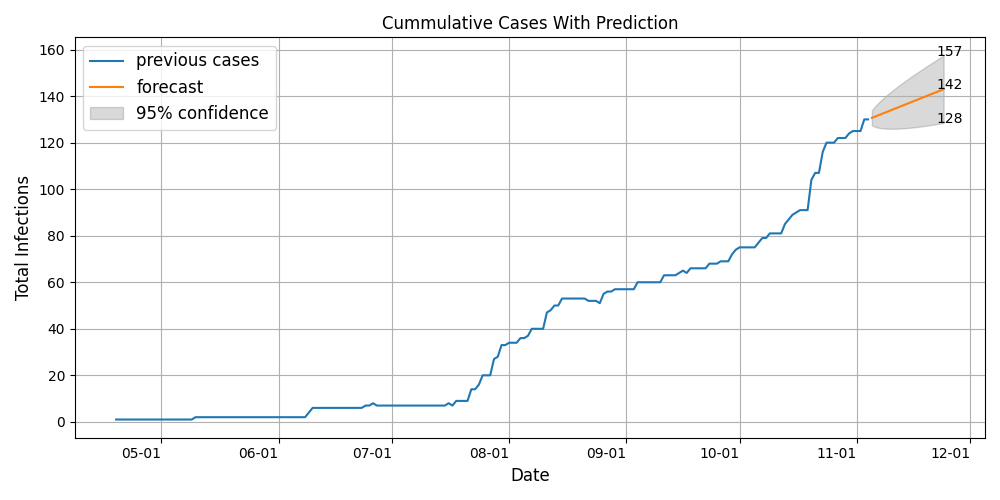 Cummulative Cases With Prediction
previous cases
forecast
95% confidence
157
142
128
160
140
120
100
80
60
40
20
0
Total Infections
05-01 06-01 07-01 08-01 09-01 10-01 11-01 12-01
Date